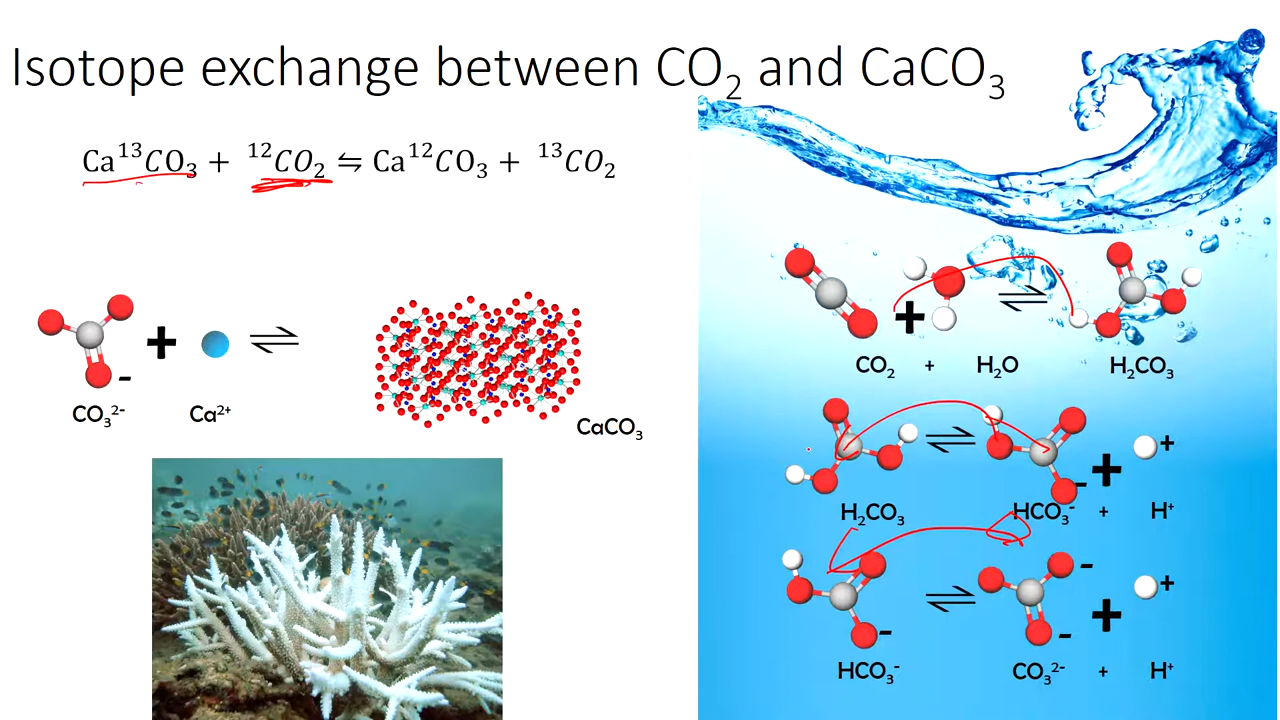 Isotope exchange between CO₂ and CaCO₃
Ca¹³CO₃ + ¹²CO₂ ⇋ Ca¹²CO₃ + ¹³CO₂
+ ⇌
-
CO₃²⁻ Ca²⁺
CaCO₃
+ ⇌
CO₂ + H₂O H₂CO₃
⇌ - + +
H₂CO₃ HCO₃⁻ + H⁺
- ⇌ - - + +
HCO₃⁻ CO₃²⁻ + H⁺